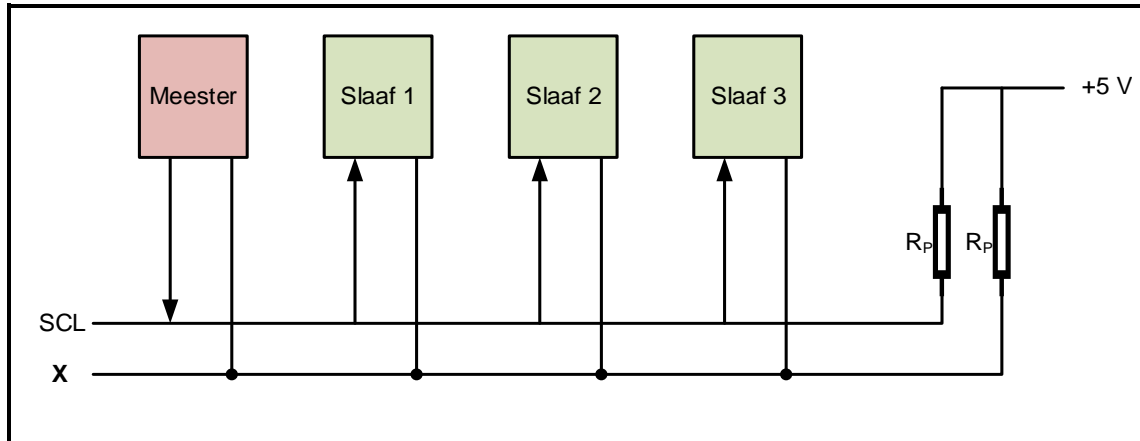 Meester
Slaaf 1
Slaaf 2
Slaaf 3
+5 V
RP
RP
SCL
X